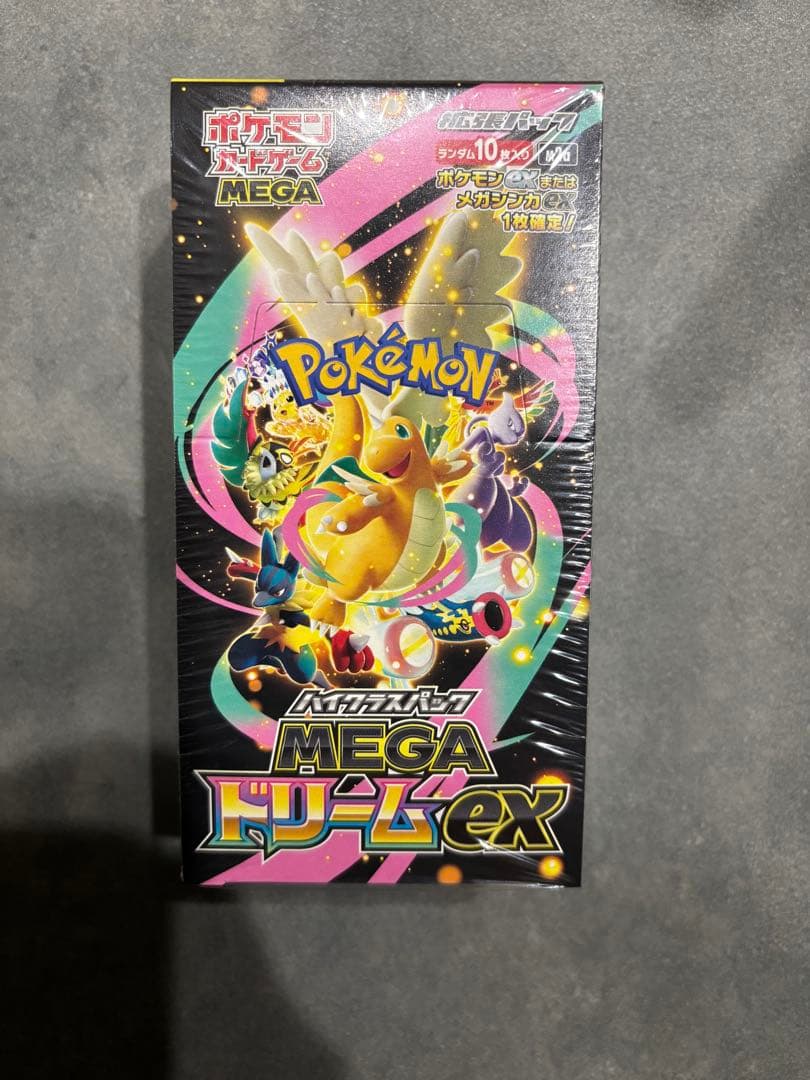 ポケモン
カードゲーム
MEGA
拡張パック
ランダム10枚入り
ポケモンexまたは
メガシンカex
1枚確定!
POKéMON
ハイクラスパック
MEGA
ドリームex